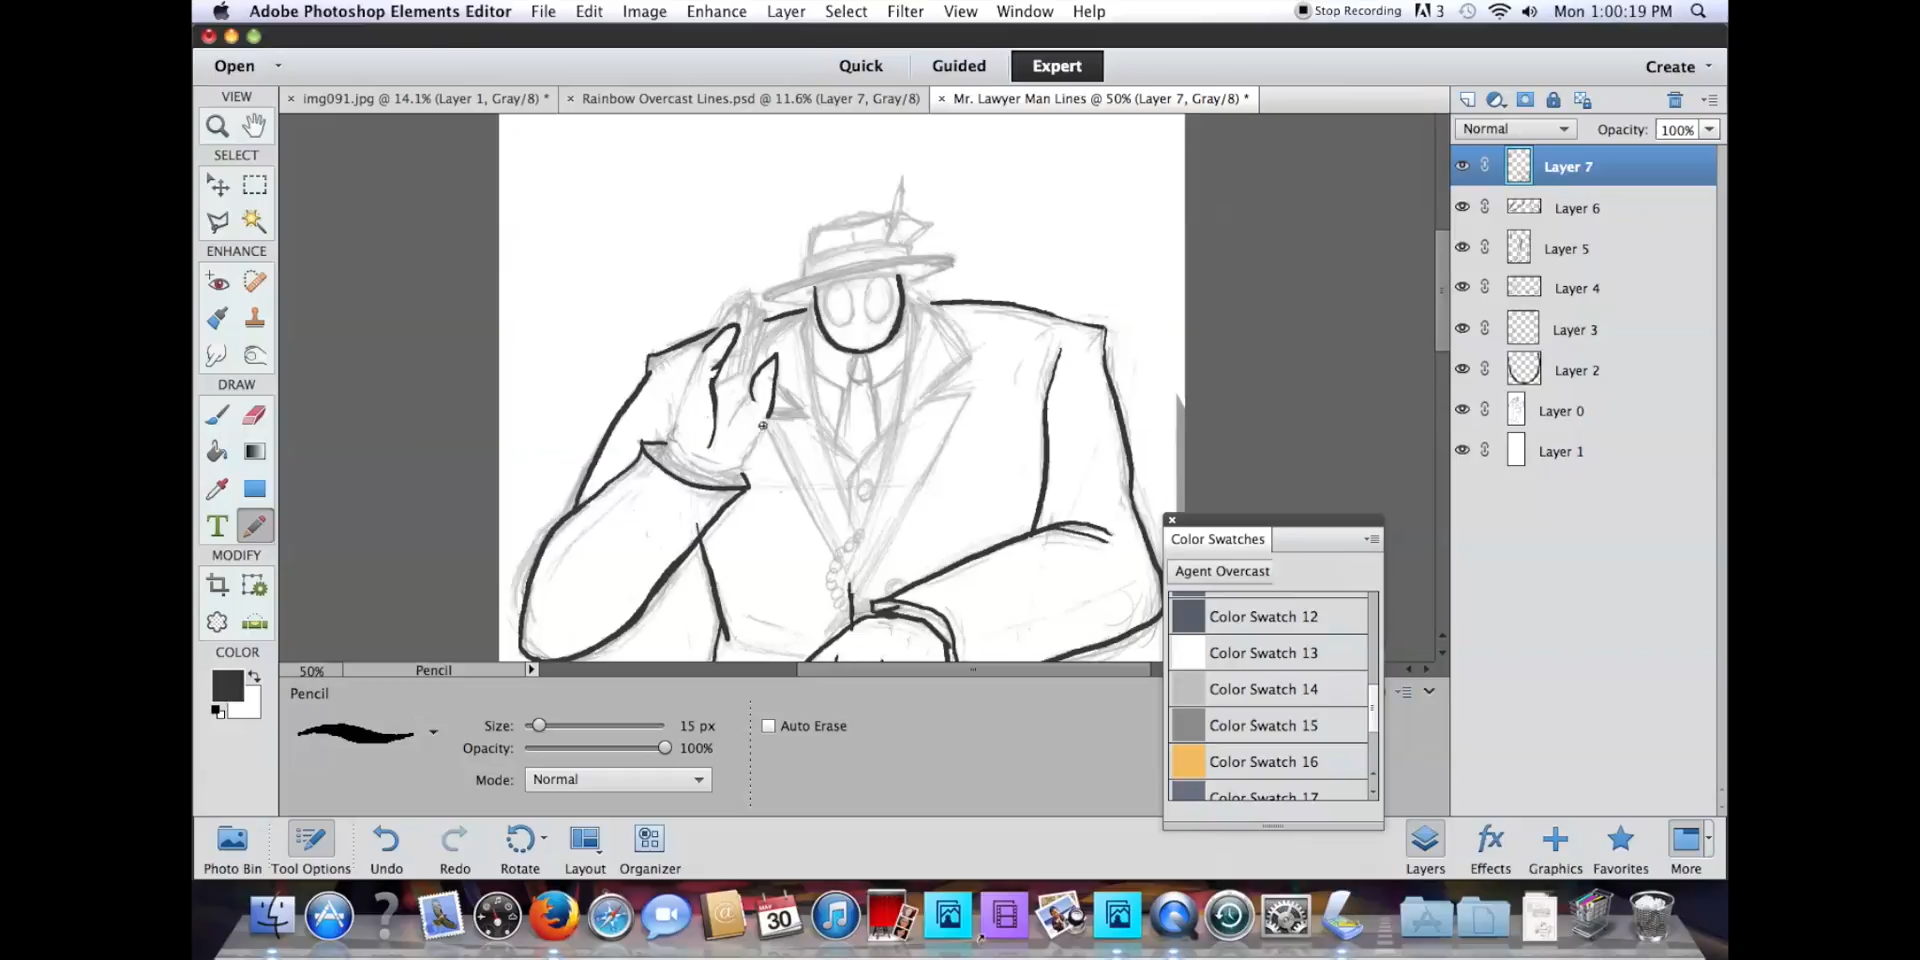 Adobe Photoshop Elements Editor File Edit Image Enhance Layer Select Filter View Window Help Stop Recording 3 Mon 1:00:19 PM
Open Quick Guided Expert Create
VIEW
img091.jpg @ 14.1% (Layer 1, Gray/8) * Rainbow Overcast Lines.psd @ 11.6% (Layer 7, Gray/8) Mr. Lawyer Man Lines @ 50% (Layer 7, Gray/8) *
Normal Opacity: 100%
SELECT
Layer 7
Layer 6
ENHANCE
Layer 5
Layer 4
Layer 3
Layer 2
DRAW
Layer 0
Layer 1
T
MODIFY
Color Swatches
Agent Overcast
Color Swatch 12
Color Swatch 13
Color Swatch 14
Color Swatch 15
Color Swatch 16
Color Swatch 17
COLOR
50% Pencil
Pencil
Size: 15 px
Auto Erase
Opacity: 100%
Mode: Normal
Photo Bin Tool Options Undo Redo Rotate Layout Organizer
fx
Layers Effects Graphics Favorites More
30